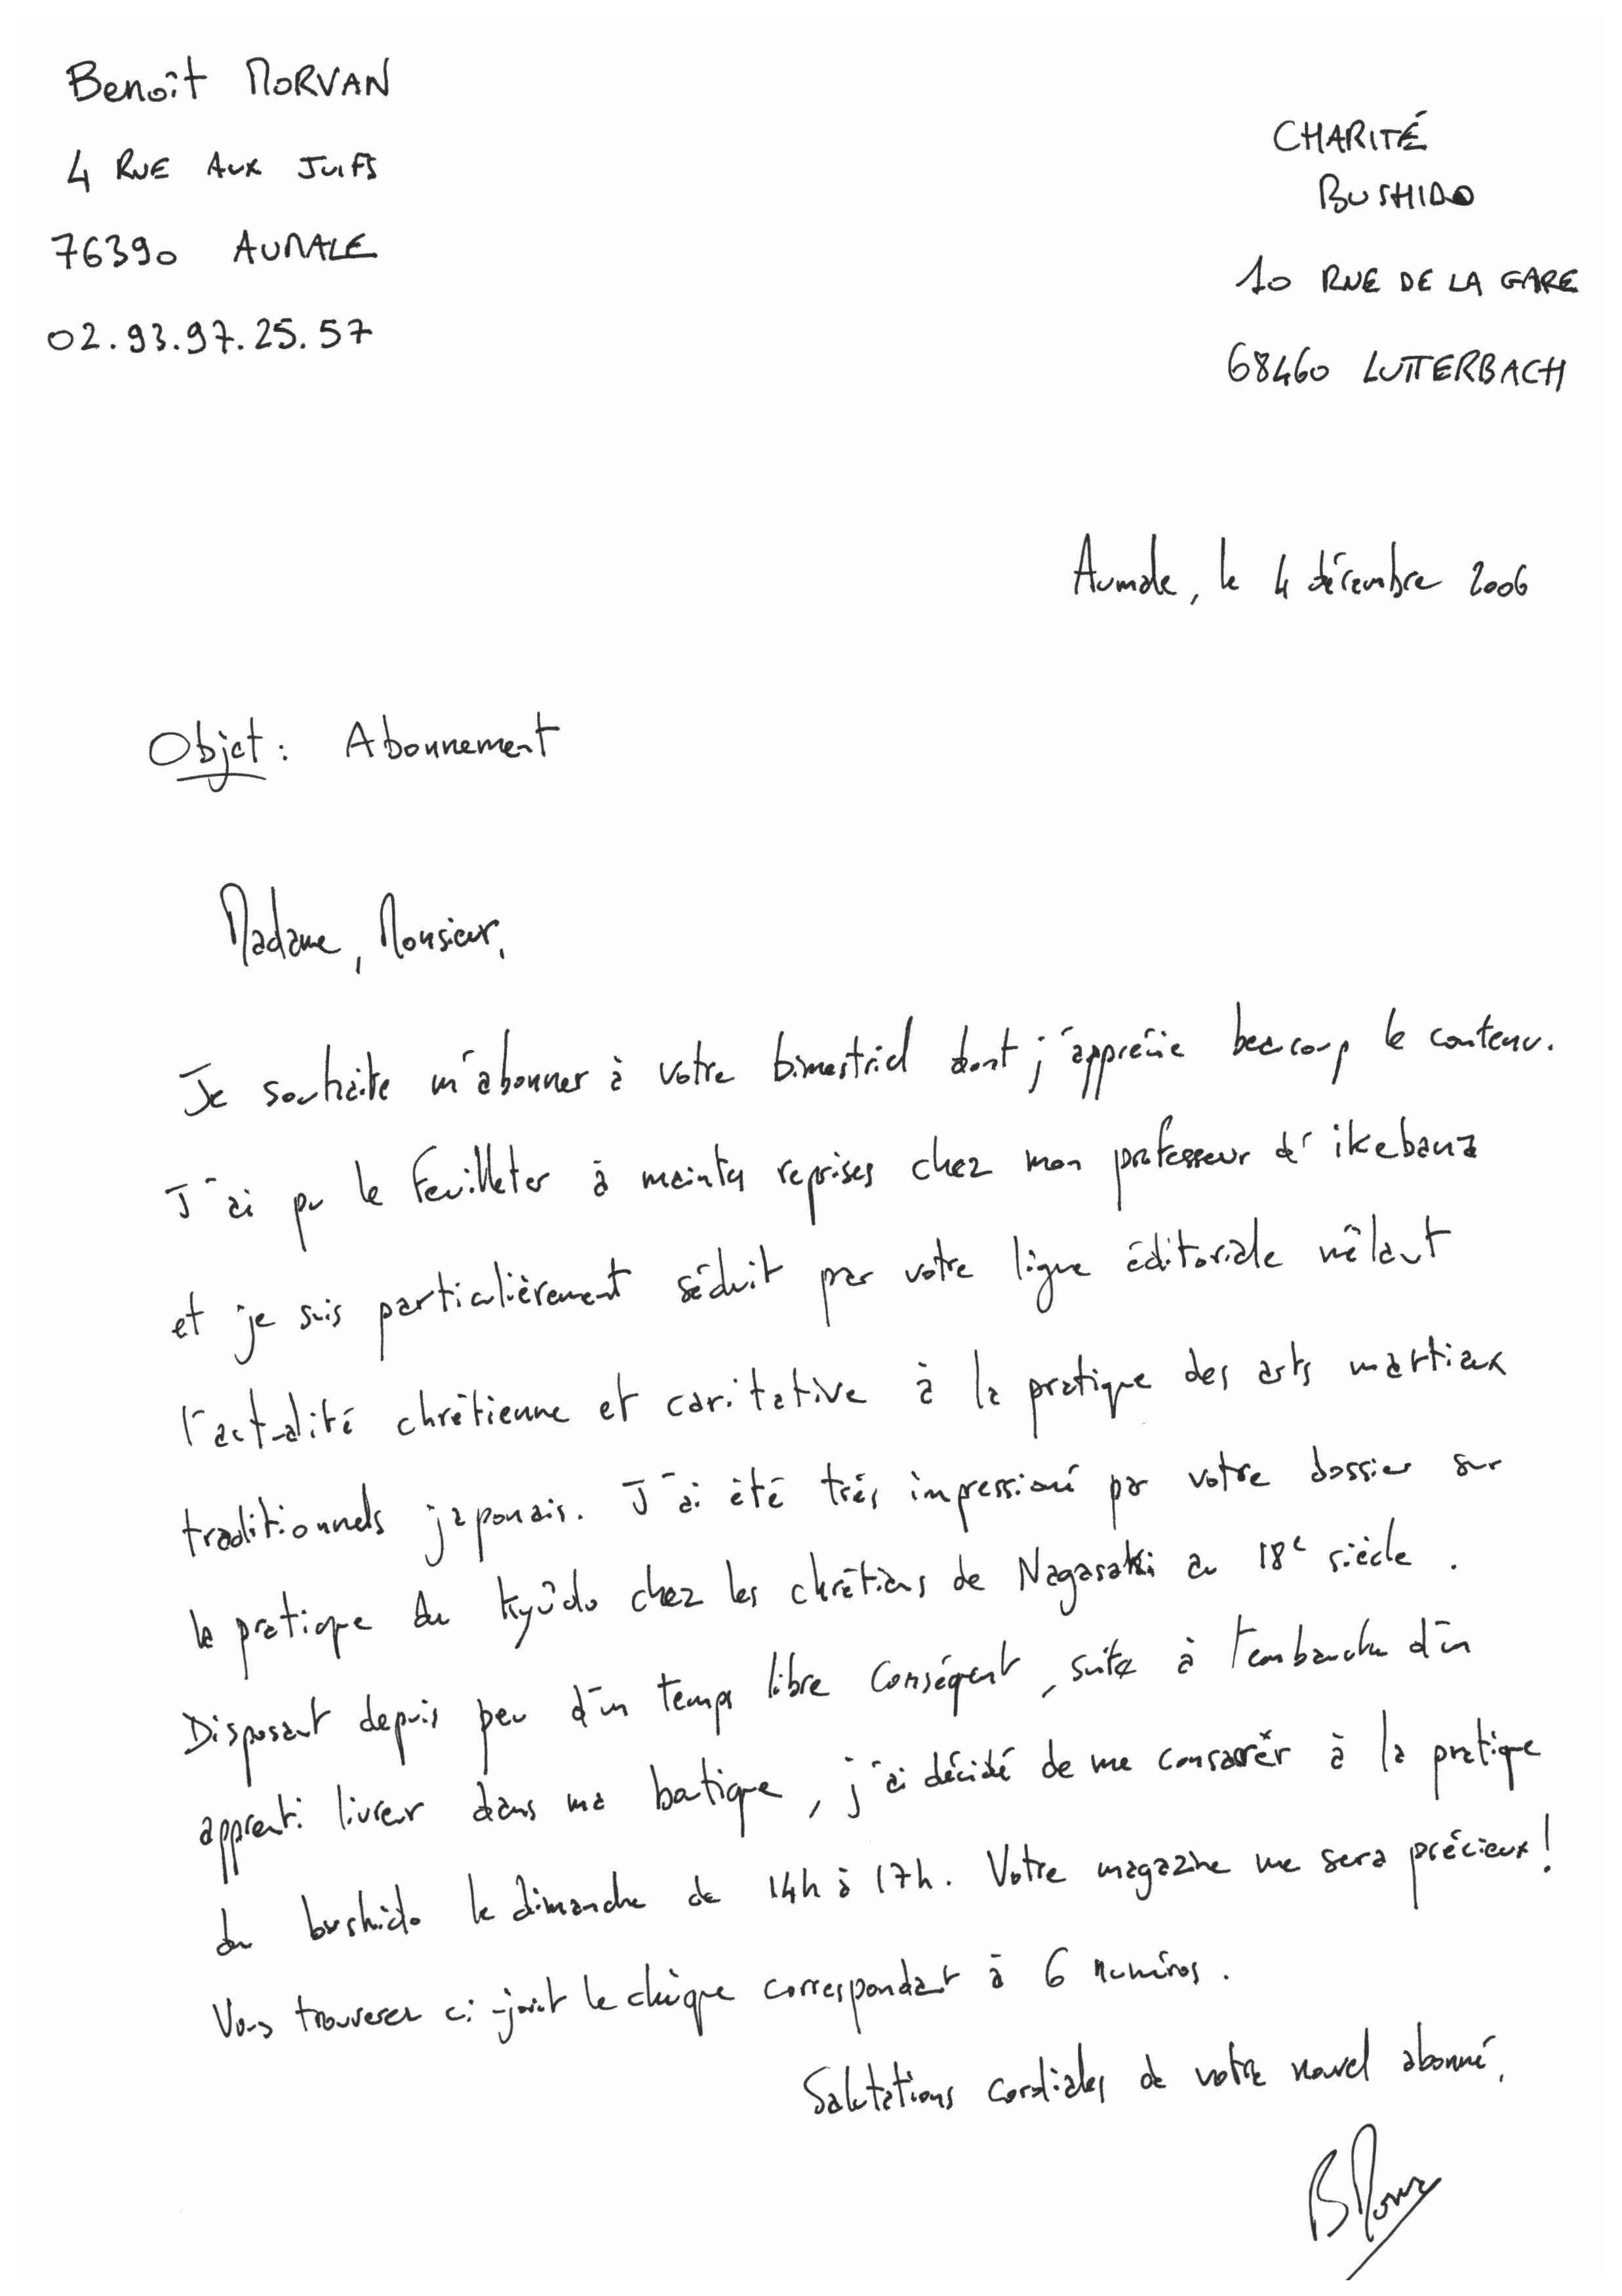 Benoît MORVAN
4 RUE AUX JUIFS
76390 AUMALE
02.93.97.25.57
CHARITÉ
BUSHIDO
10 RUE DE LA GARE
68460 LUTTERBACH
Aumale, le 4 décembre 2006
Objet : Abonnement
Madame, Monsieur,
Je souhaite m'abonner à votre bimestriel dont j'apprécie beaucoup le contenu.
J'ai pu le feuilleter à maintes reprises chez mon professeur d'ikebana
et je suis particulièrement séduit par votre ligne éditoriale mêlant
l'actualité chrétienne et caritative à la pratique des arts martiaux
traditionnels japonais. J'ai été très impressioné par votre dossier sur
la pratique du kyûdo chez les chrétiens de Nagasaki au 18e siècle.
Disposant depuis peu d'un temps libre conséquent, suite à l'embauche d'un
apprenti livreur dans ma boutique, j'ai décidé de me consacrer à la pratique
du bushido le dimanche de 14h à 17h. Votre magazine me sera précieux!
Vous trouverez ci-joint le chèque correspondant à 6 numéros.
Salutations cordiales de votre nouvel abonné.